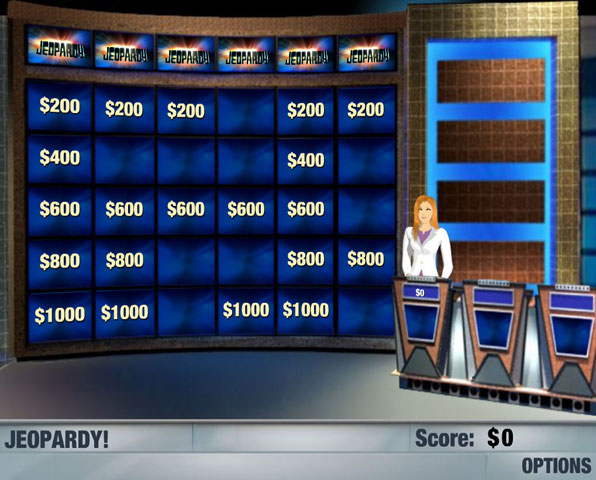 JEOPARDY! JEOPARDY! JEOPARDY! JEOPARDY! JEOPARDY! JEOPARDY!
$200 $200 $200 $200 $200
$400 $400
$600 $600 $600 $600 $600
$800 $800 $800 $800
$1000 $1000 $1000 $1000
$0
JEOPARDY! Score: $0
OPTIONS